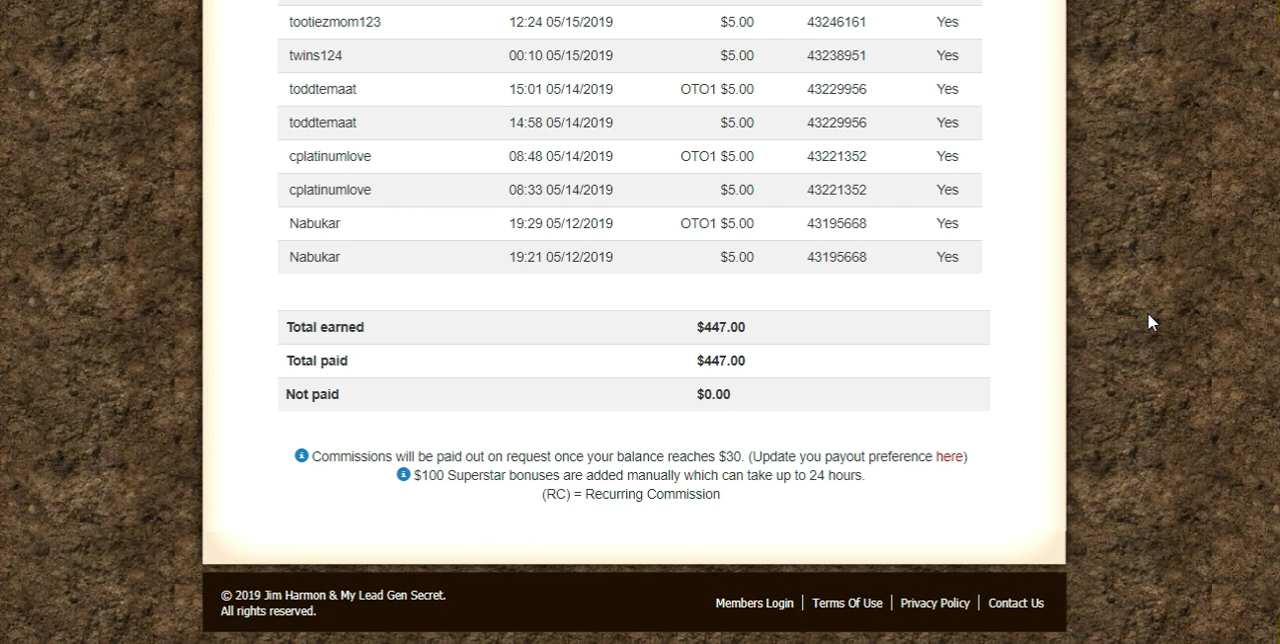 tootiezmom123 12:24 05/15/2019 $5.00 43246161 Yes
twins124 00:10 05/15/2019 $5.00 43238951 Yes
toddtemaat 15:01 05/14/2019 OTO1 $5.00 43229956 Yes
toddtemaat 14:58 05/14/2019 $5.00 43229956 Yes
cplatinumlove 08:48 05/14/2019 OTO1 $5.00 43221352 Yes
cplatinumlove 08:33 05/14/2019 $5.00 43221352 Yes
Nabukar 19:29 05/12/2019 OTO1 $5.00 43195668 Yes
Nabukar 19:21 05/12/2019 $5.00 43195668 Yes
Total earned $447.00
Total paid $447.00
Not paid $0.00
Commissions will be paid out on request once your balance reaches $30. (Update you payout preference here)
$100 Superstar bonuses are added manually which can take up to 24 hours.
(RC) = Recurring Commission
© 2019 Jim Harmon & My Lead Gen Secret.
All rights reserved.
Members Login | Terms Of Use | Privacy Policy | Contact Us